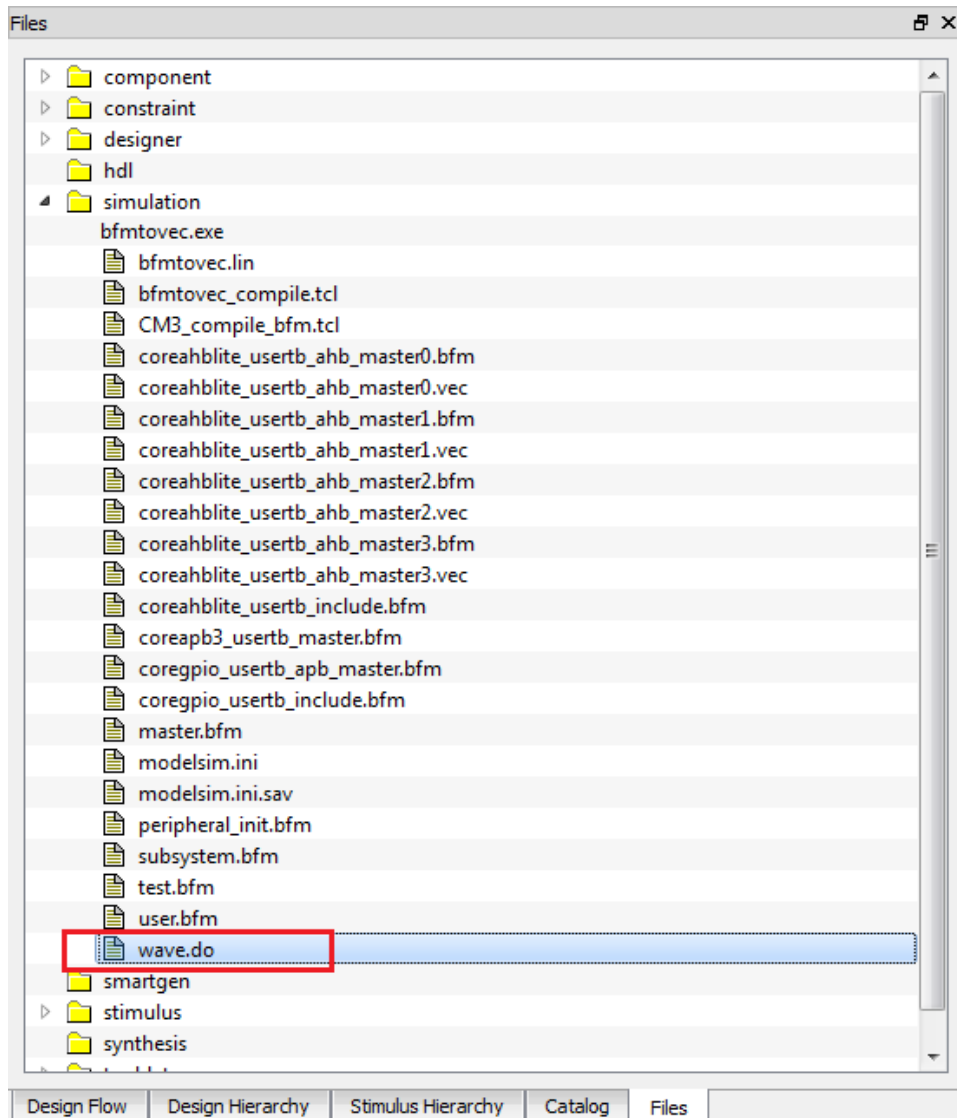 Files
component
constraint
designer
hdl
simulation
bfmtovec.exe
bfmtovec.lin
bfmtovec_compile.tcl
CM3_compile_bfm.tcl
coreahblite_usertb_ahb_master0.bfm
coreahblite_usertb_ahb_master0.vec
coreahblite_usertb_ahb_master1.bfm
coreahblite_usertb_ahb_master1.vec
coreahblite_usertb_ahb_master2.bfm
coreahblite_usertb_ahb_master2.vec
coreahblite_usertb_ahb_master3.bfm
coreahblite_usertb_ahb_master3.vec
coreahblite_usertb_include.bfm
coreapb3_usertb_master.bfm
coregpio_usertb_apb_master.bfm
coregpio_usertb_include.bfm
master.bfm
modelsim.ini
modelsim.ini.sav
peripheral_init.bfm
subsystem.bfm
test.bfm
user.bfm
wave.do
smartgen
stimulus
synthesis
Design Flow Design Hierarchy Stimulus Hierarchy Catalog Files